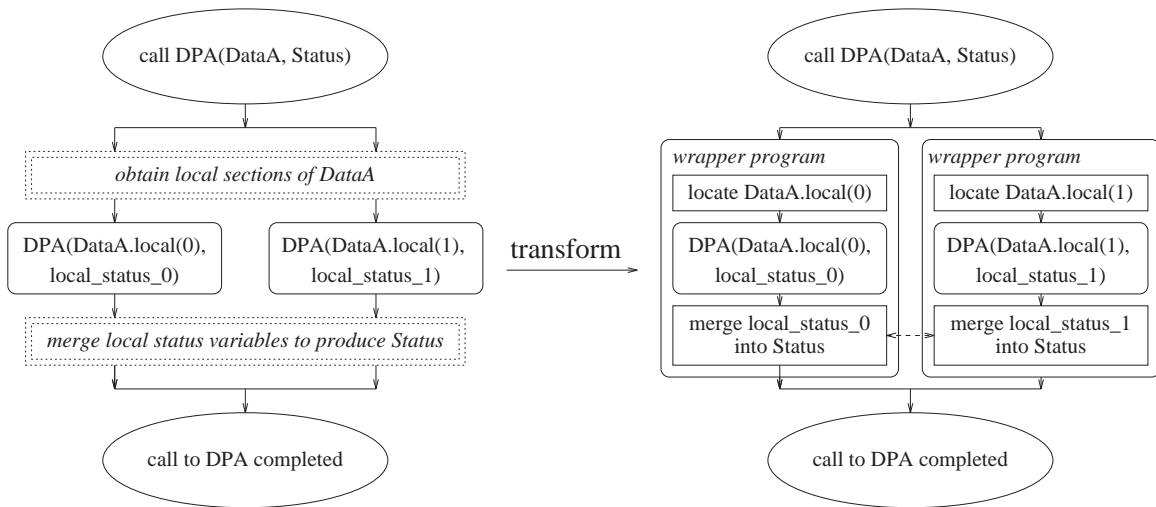 call DPA(DataA, Status)
obtain local sections of DataA
DPA(DataA.local(0),
local_status_0)
DPA(DataA.local(1),
local_status_1)
merge local status variables to produce Status
call to DPA completed
transform
call DPA(DataA, Status)
wrapper program
locate DataA.local(0)
DPA(DataA.local(0),
local_status_0)
merge local_status_0
into Status
wrapper program
locate DataA.local(1)
DPA(DataA.local(1),
local_status_1)
merge local_status_1
into Status
call to DPA completed